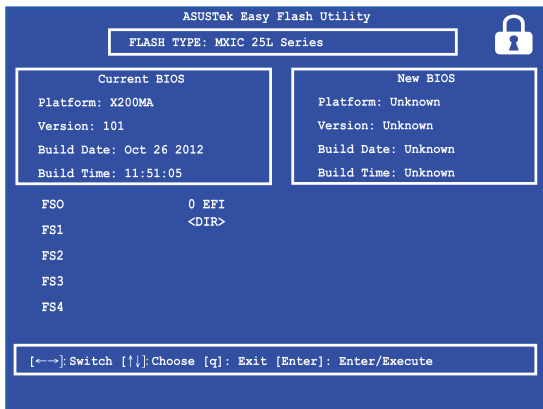 ASUSTek Easy Flash Utility
FLASH TYPE: MXIC 25L Series
Current BIOS
Platform: X200MA
Version: 101
Build Date: Oct 26 2012
Build Time: 11:51:05
New BIOS
Platform: Unknown
Version: Unknown
Build Date: Unknown
Build Time: Unknown
FSO 0 EFI
FS1 <DIR>
FS2
FS3
FS4
[←→]: Switch [↑↓]: Choose [q]: Exit [Enter]: Enter/Execute